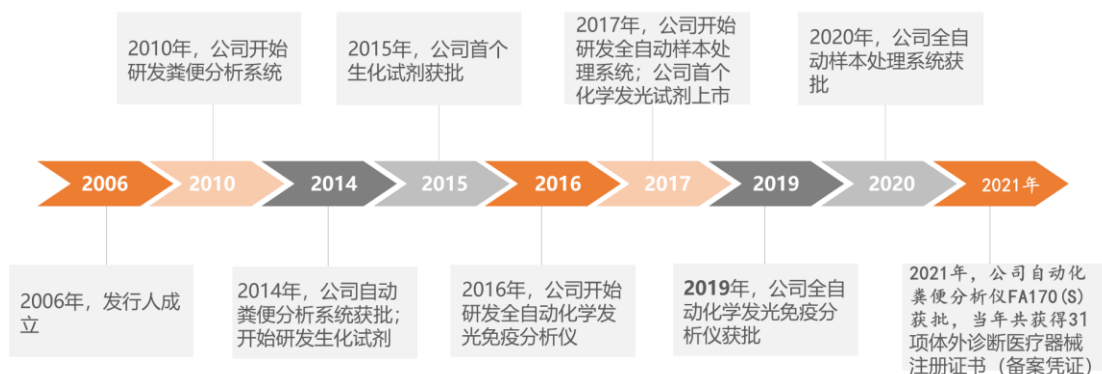 2010年，公司开始
研发粪便分析系统
2015年，公司首个
生化试剂获批
2017年，公司开始
研发全自动样本处
理系统；公司首个
化学发光试剂上市
2020年，公司全自
动样本处理系统获
批
2006
2010
2014
2015
2016
2017
2019
2020
2021年
2006年，发行人成
立
2014年，公司自动
粪便分析系统获批；
开始研发生化试剂
2016年，公司开始
研发全自动化学发
光免疫分析仪
2019年，公司全自
动化学发光免疫分
析仪获批
2021年，公司自动化
粪便分析仪FA170(S)
获批，当年共获得31
项体外诊断医疗器械
注册证书（备案凭证）